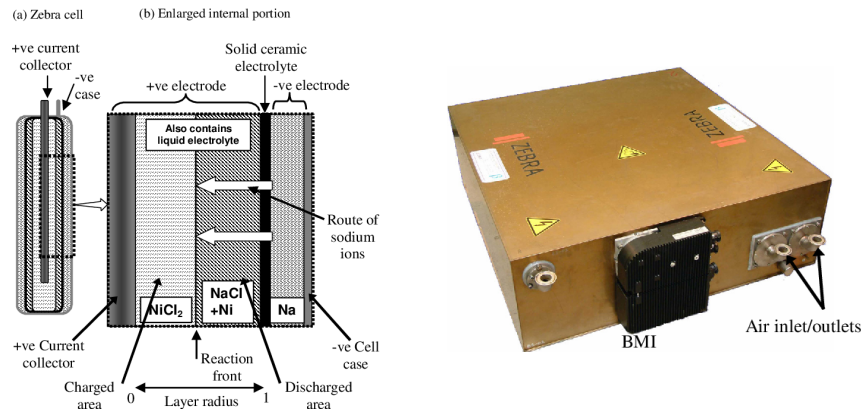 (a) Zebra cell
(b) Enlarged internal portion
+ve current
collector
-ve
case
Solid ceramic
electrolyte
+ve electrode
-ve electrode
Also contains
liquid electrolyte
Route of
sodium
ions
NiCl2
NaCl
+Ni
Na
+ve Current
collector
Charged
area
Reaction
front
Discharged
area
-ve Cell
case
0
Layer radius
1
ZEBRA
ZEBRA
BMI
Air inlet/outlets